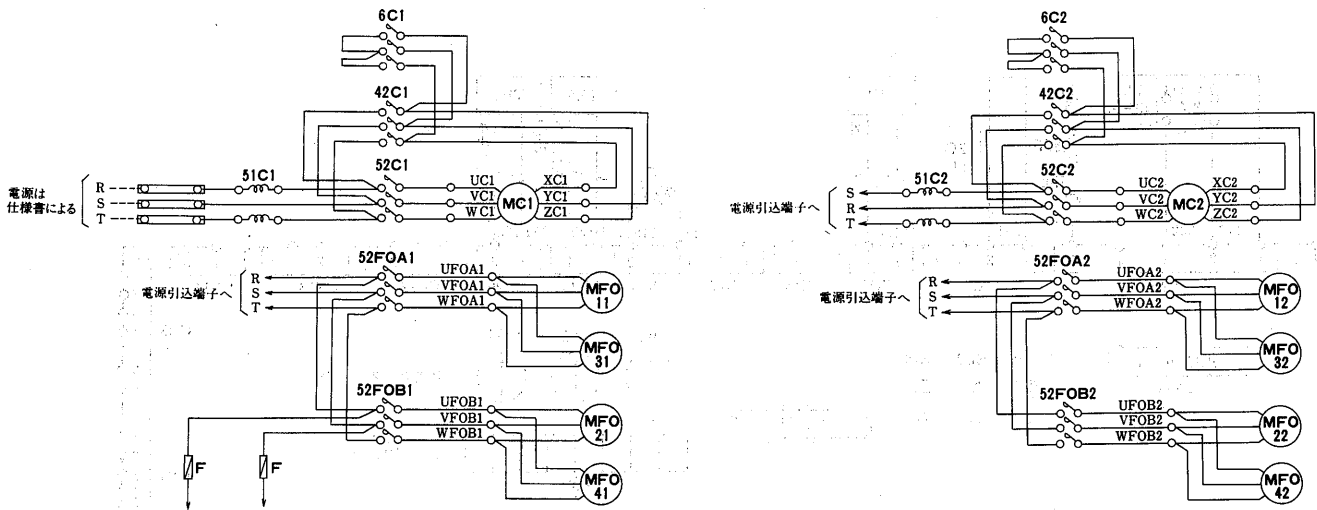 6C1
42C1
51C1
52C1
電源は
仕様書による
R
S
T
UC1
VC1
WC1
MC1
XC1
YC1
ZC1
52FOA1
電源引込端子へ
R
S
T
UFOA1
VFOA1
WFOA1
MFO
11
MFO
31
52FOB1
UFOB1
VFOB1
WFOB1
MFO
21
MFO
41
F
F
6C2
42C2
51C2
52C2
電源引込端子へ
S
R
T
UC2
VC2
WC2
MC2
XC2
YC2
ZC2
52FOA2
電源引込端子へ
R
S
T
UFOA2
VFOA2
WFOA2
MFO
12
MFO
32
52FOB2
UFOB2
VFOB2
WFOB2
MFO
22
MFO
42